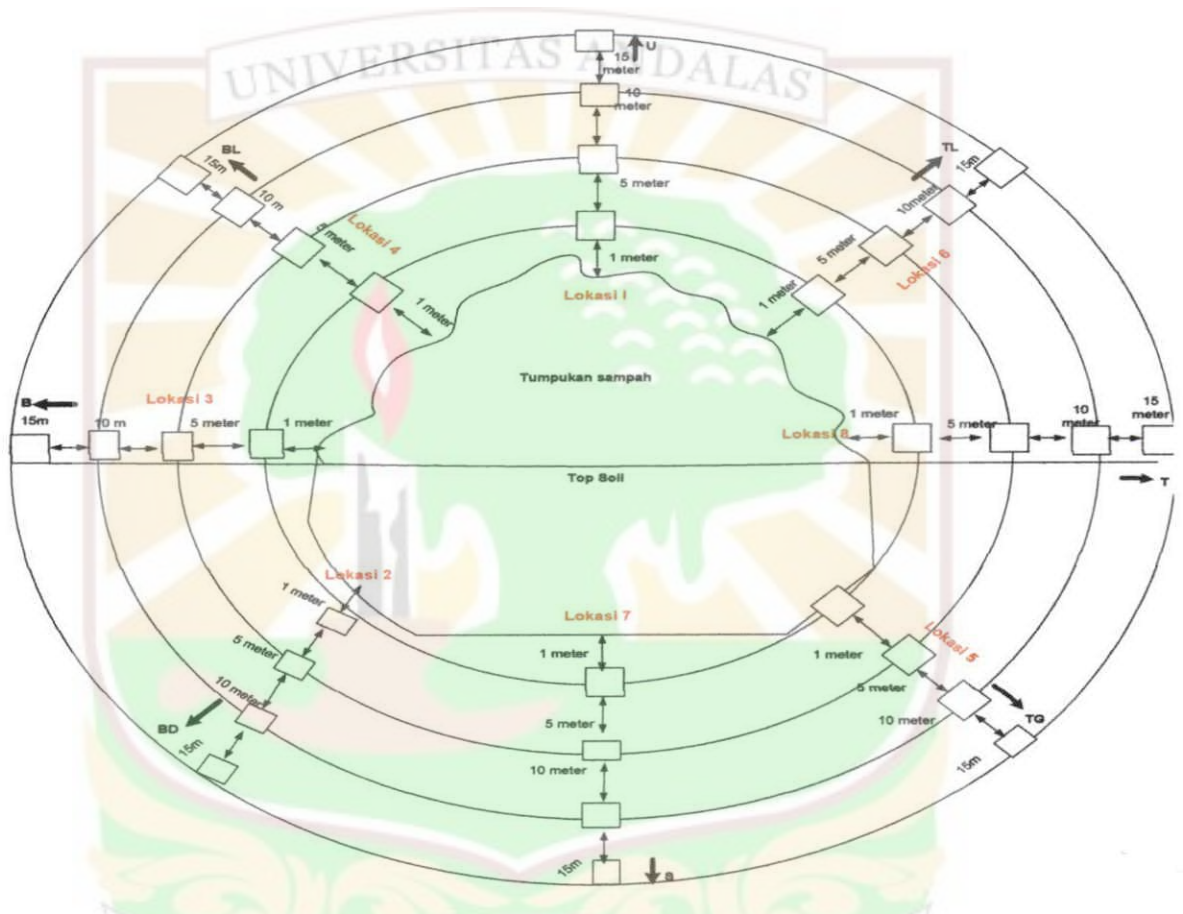 UNIVERSITAS ANDALAS
U
15
meter
10
meter
5 meter
1 meter
Lokasi I
BL
15m
10 m
5 meter
Lokasi 4
1 meter
TL
15m
10meter
5 meter
Lokasi 6
1 meter
Tumpukan sampah
B
15m
10 m
Lokasi 3
5 meter
1 meter
1 meter
Lokasi 8
5 meter
10
meter
15
meter
T
Top Soil
Lokasi 2
1 meter
5 meter
10 meter
BD
15m
Lokasi 7
1 meter
5 meter
10 meter
15m
S
Lokasi 5
1 meter
5 meter
10 meter
TG
15m